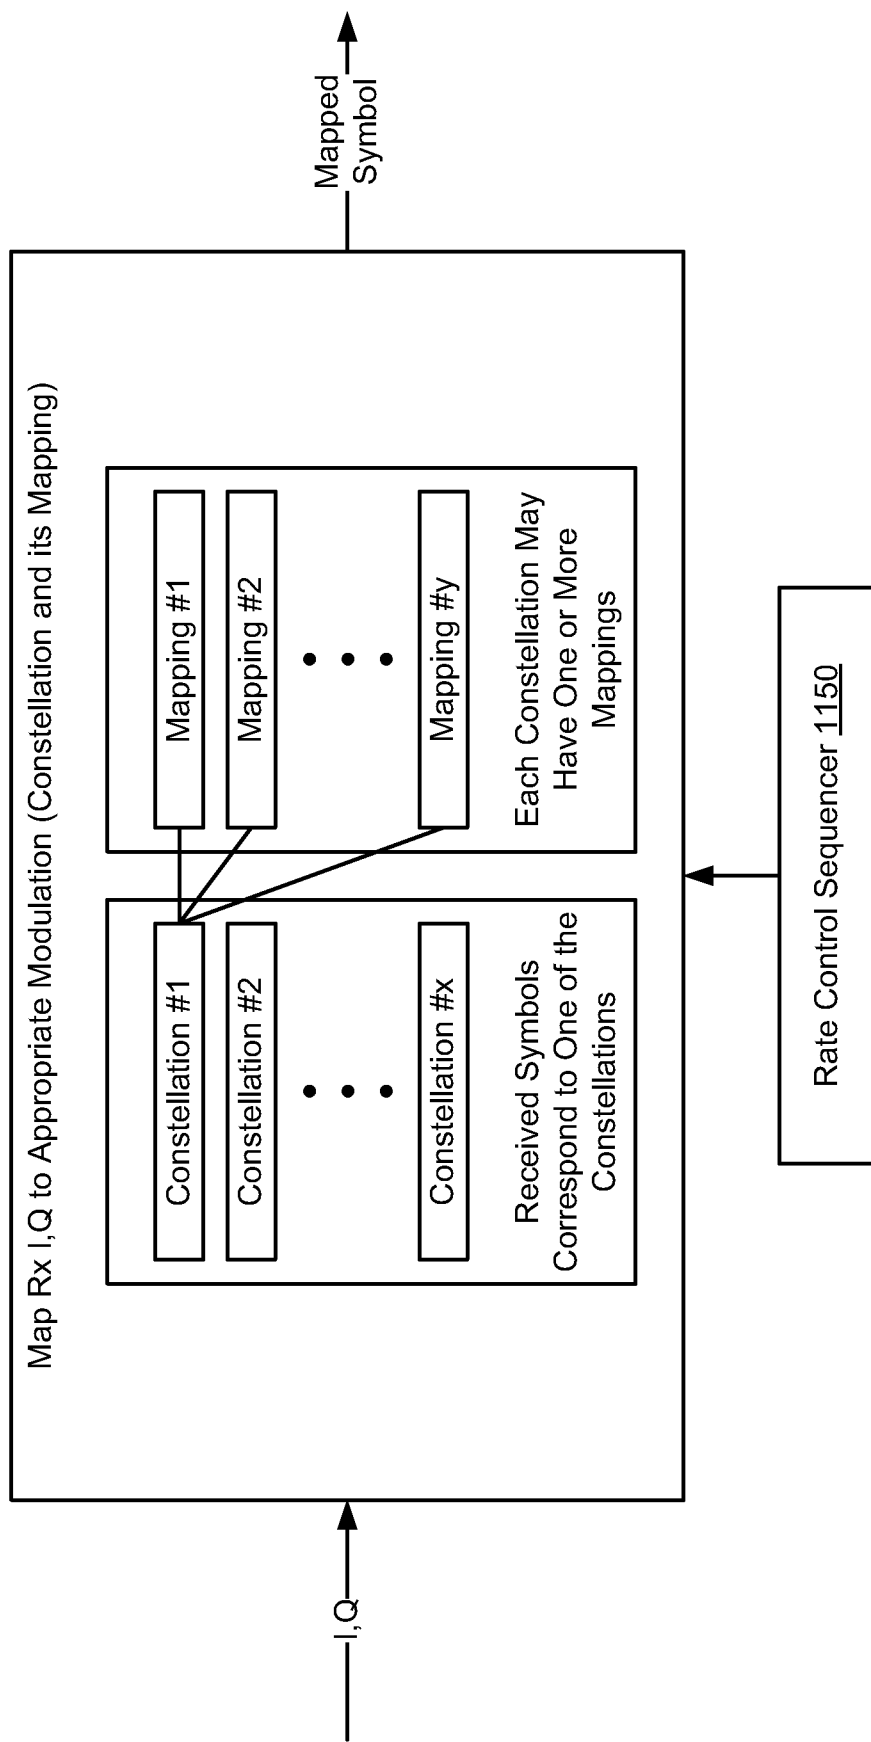 Map Rx I,Q to Appropriate Modulation (Constellation and its Mapping)
I,Q
Constellation #1
Constellation #2
Constellation #x
Received Symbols
Correspond to One of the
Constellations
Mapping #1
Mapping #2
Mapping #y
Each Constellation May
Have One or More
Mappings
Mapped
Symbol
Rate Control Sequencer 1150